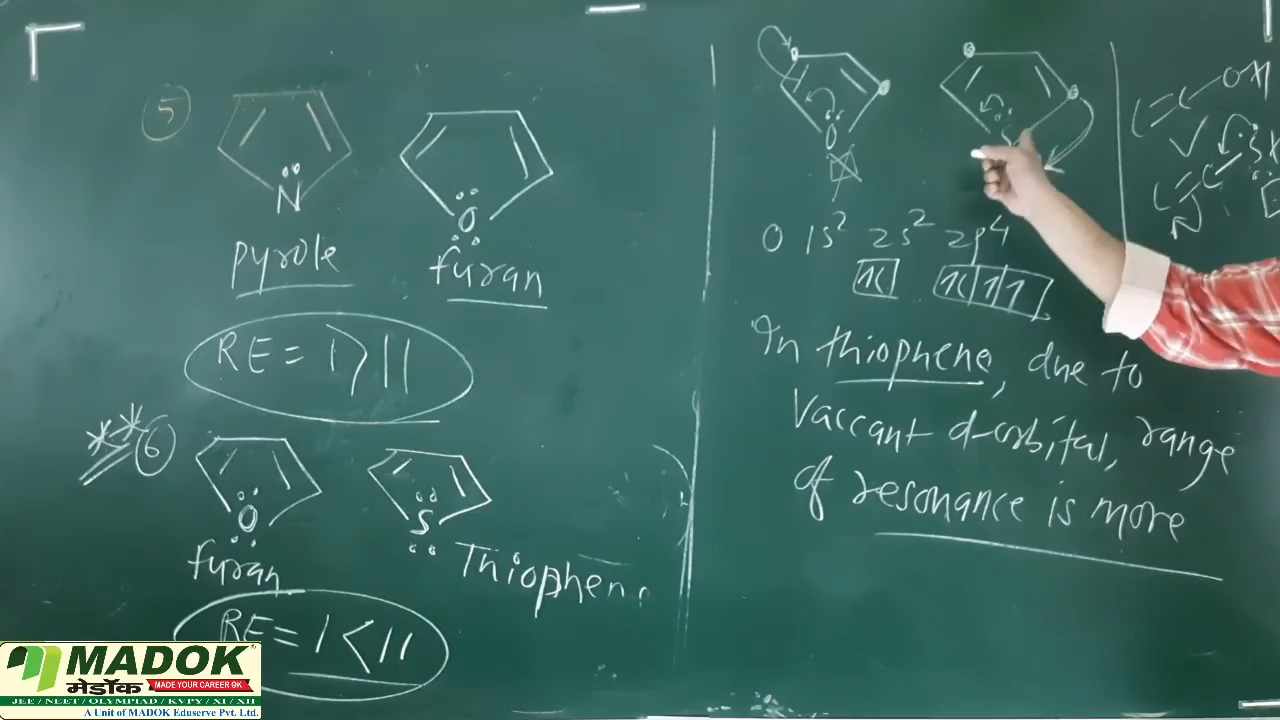 5
N
O
pyrole
furan
RE = I > II
6
O
S
furan
Thiophene
RE = I < II
O
O 1s² 2s² 2p⁴
In thiophene, due to
Vaccant d-orbital, range
of resonance is more
C=C-OH
MADOK
मेडॉक MADE YOUR CAREER OK
JEE / NEET / OLYMPIAD / KVPY / XI / XII
A Unit of MADOK Eduserve Pvt. Ltd.